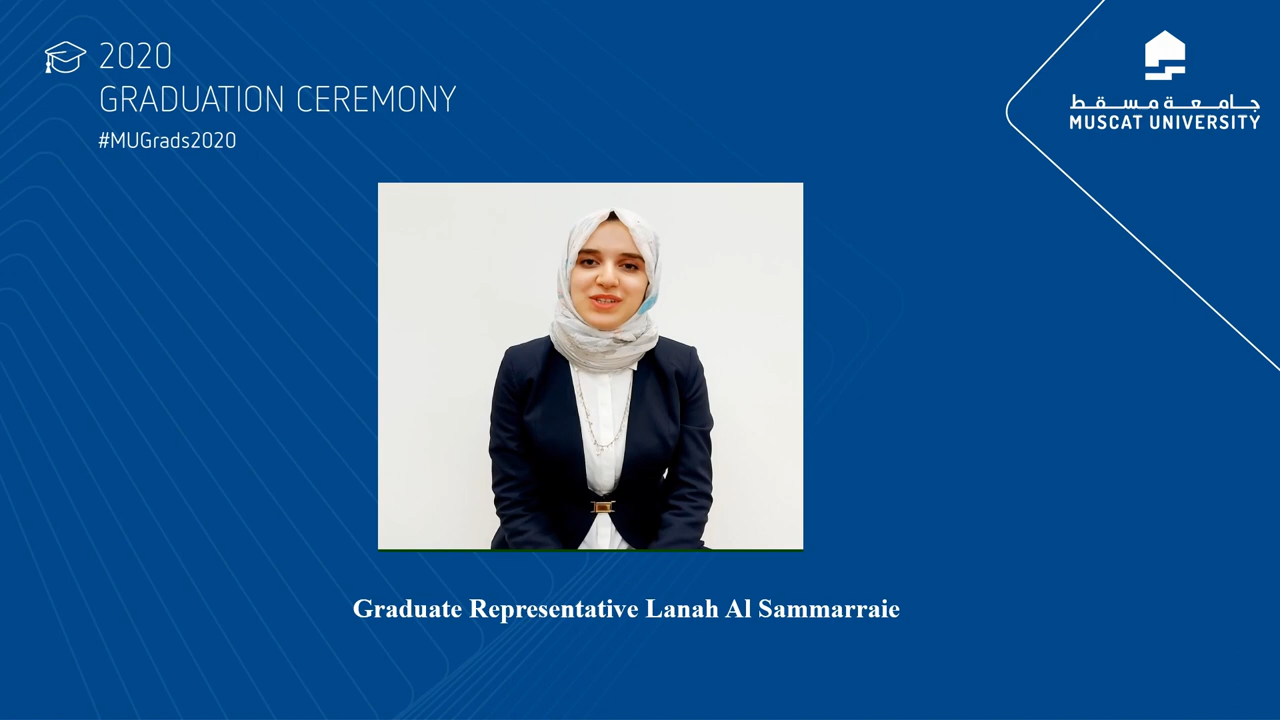 2020
GRADUATION CEREMONY
#MUGrads2020
جامعة مسقط
MUSCAT UNIVERSITY
Graduate Representative Lanah Al Sammarraie